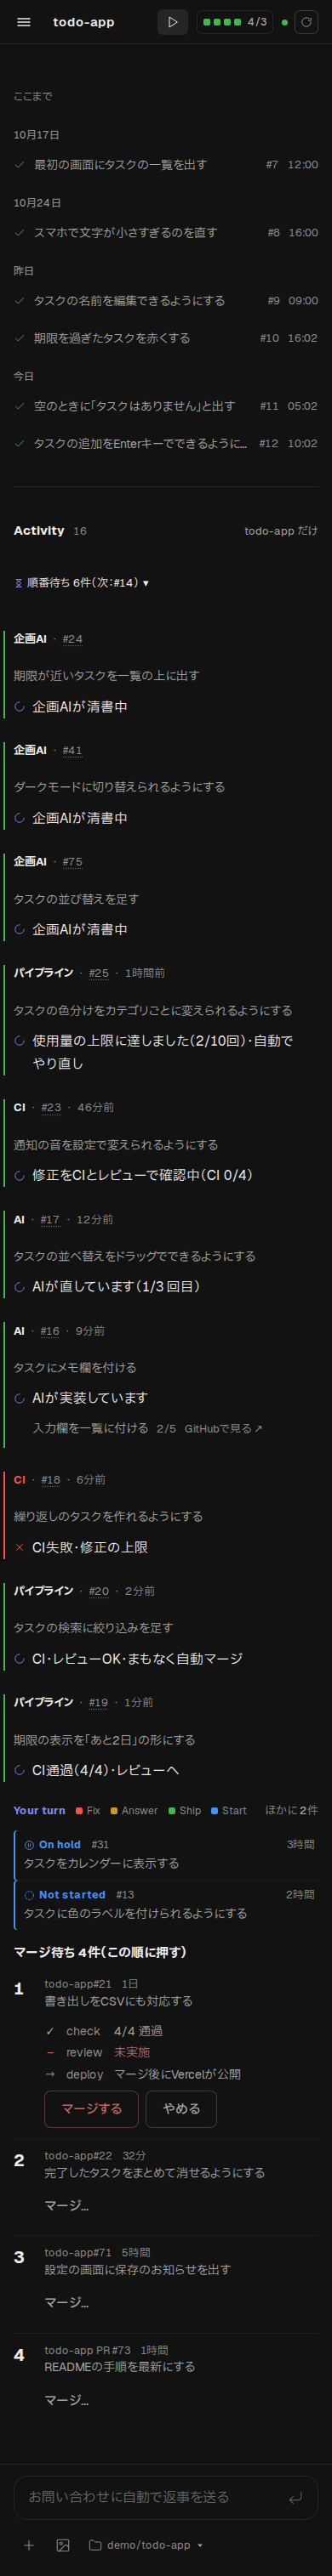 todo-app 4/3
ここまで
10月17日
最初の画面にタスクの一覧を出す #7 12:00
10月24日
スマホで文字が小さすぎるのを直す #8 16:00
昨日
タスクの名前を編集できるようにする #9 09:00
期限を過ぎたタスクを赤くする #10 16:02
今日
空のときに「タスクはありません」と出す #11 05:02
タスクの追加をEnterキーでできるように… #12 10:02
Activity 16 todo-app だけ
順番待ち 6件（次：#14） ▾
企画AI · #24
期限が近いタスクを一覧の上に出す
企画AIが清書中
企画AI · #41
ダークモードに切り替えられるようにする
企画AIが清書中
企画AI · #75
タスクの並び替えを足す
企画AIが清書中
パイプライン · #25 · 1時間前
タスクの色分けをカテゴリごとに変えられるようにする
使用量の上限に達しました（2/10回）・自動で
やり直し
CI · #23 · 46分前
通知の音を設定で変えられるようにする
修正をCIとレビューで確認中（CI 0/4）
AI · #17 · 12分前
タスクの並べ替えをドラッグでできるようにする
AIが直しています（1/3 回目）
AI · #16 · 9分前
タスクにメモ欄を付ける
AIが実装しています
入力欄を一覧に付ける 2/5 GitHubで見る ↗
CI · #18 · 6分前
繰り返しのタスクを作れるようにする
CI失敗・修正の上限
パイプライン · #20 · 2分前
タスクの検索に絞り込みを足す
CI・レビューOK・まもなく自動マージ
パイプライン · #19 · 1分前
期限の表示を「あと2日」の形にする
CI通過（4/4）・レビューへ
Your turn Fix Answer Ship Start ほかに2件
On hold #31 3時間
タスクをカレンダーに表示する
Not started #13 2時間
タスクに色のラベルを付けられるようにする
マージ待ち 4件（この順に押す）
1 todo-app#21 1日
書き出しをCSVにも対応する
✓ check 4/4 通過
– review 未実施
→ deploy マージ後にVercelが公開
マージする やめる
2 todo-app#22 32分
完了したタスクをまとめて消せるようにする
マージ…
3 todo-app#71 5時間
設定の画面に保存のお知らせを出す
マージ…
4 todo-app PR#73 1時間
READMEの手順を最新にする
マージ…
お問い合わせに自動で返事を送る
demo/todo-app